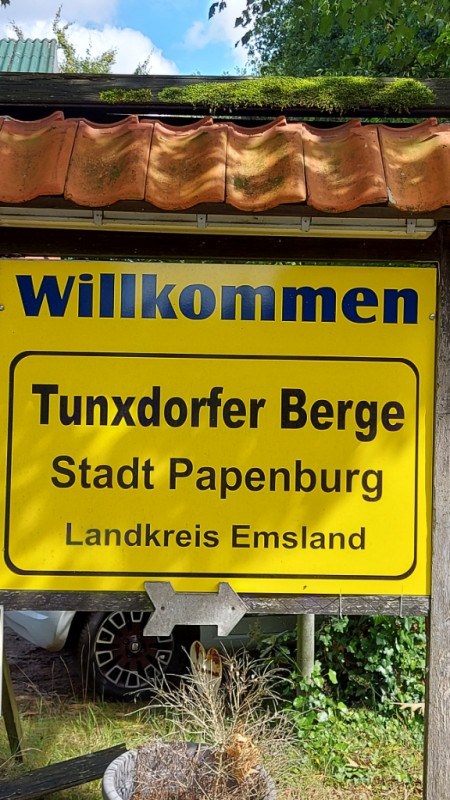 Willkommen
Tunxdorfer Berge
Stadt Papenburg
Landkreis Emsland